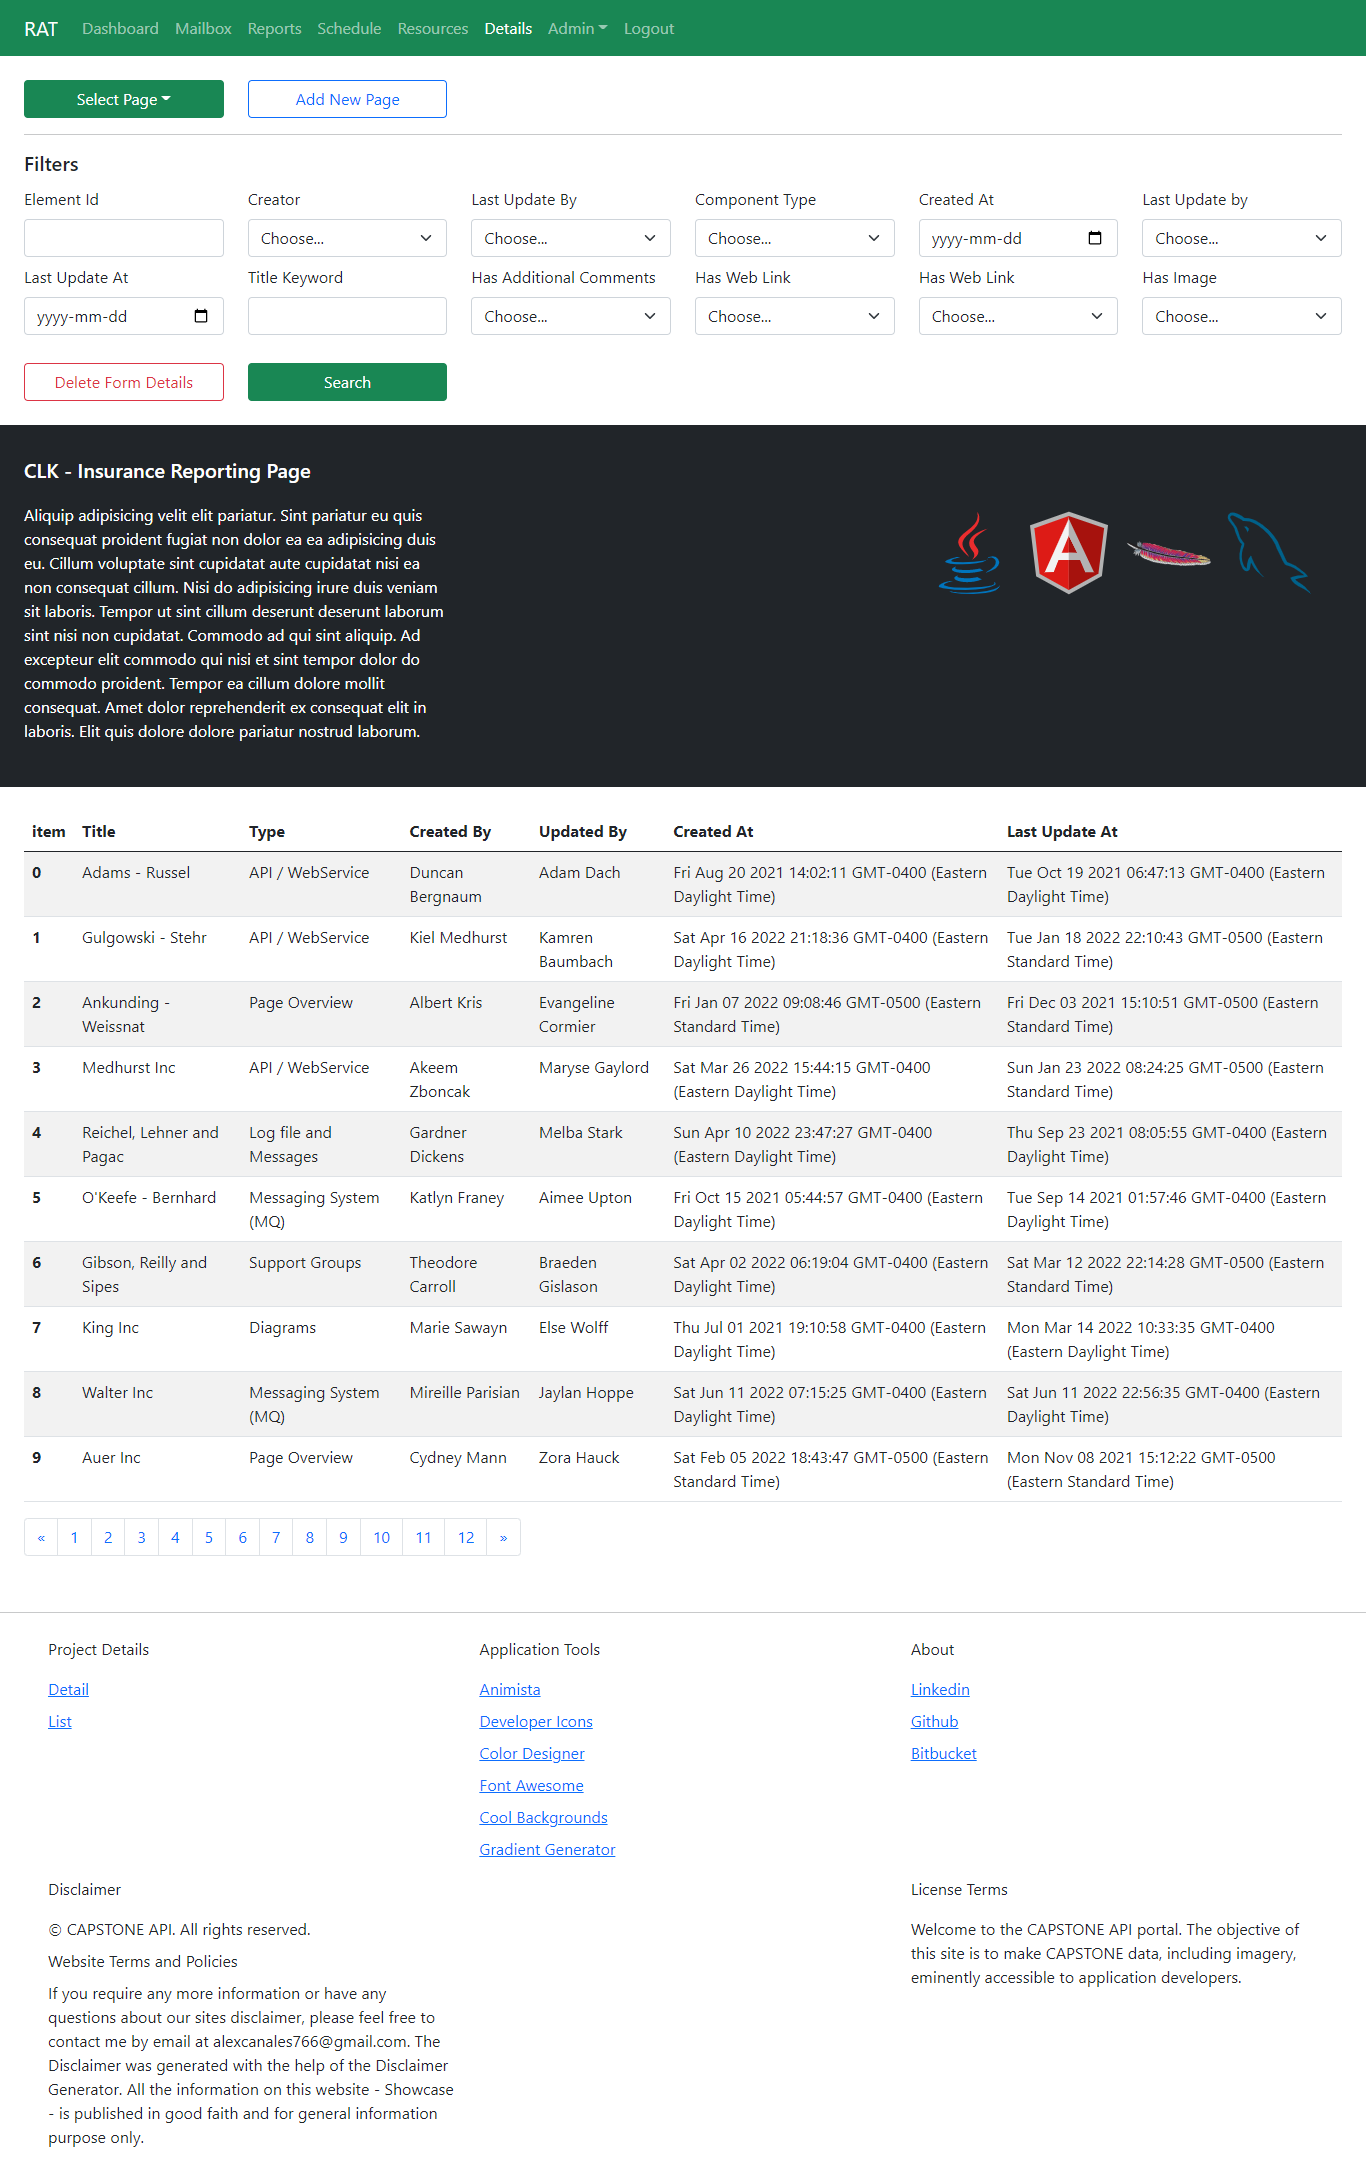 RAT Dashboard Mailbox Reports Schedule Resources Details Admin Logout
Select Page Add New Page
Filters
Element Id Creator Last Update By Component Type Created At Last Update by
Choose... Choose... Choose... yyyy-mm-dd Choose...
Last Update At Title Keyword Has Additional Comments Has Web Link Has Web Link Has Image
yyyy-mm-dd Choose... Choose... Choose... Choose...
Delete Form Details Search
CLK - Insurance Reporting Page
Aliquip adipisicing velit elit pariatur. Sint pariatur eu quis
consequat proident fugiat non dolor ea ea adipisicing duis
eu. Cillum voluptate sint cupidatat aute cupidatat nisi ea
non consequat cillum. Nisi do adipisicing irure duis veniam
sit laboris. Tempor ut sint cillum deserunt deserunt laborum
sint nisi non cupidatat. Commodo ad qui sint aliquip. Ad
excepteur elit commodo qui nisi et sint tempor dolor do
commodo proident. Tempor ea cillum dolore mollit
consequat. Amet dolor reprehenderit ex consequat elit in
laboris. Elit quis dolore dolore pariatur nostrud laborum.
A
item Title Type Created By Updated By Created At Last Update At
0 Adams - Russel API / WebService Duncan Adam Dach Fri Aug 20 2021 14:02:11 GMT-0400 (Eastern Tue Oct 19 2021 06:47:13 GMT-0400 (Eastern
Bergnaum Daylight Time) Daylight Time)
1 Gulgowski - Stehr API / WebService Kiel Medhurst Kamren Sat Apr 16 2022 21:18:36 GMT-0400 (Eastern Tue Jan 18 2022 22:10:43 GMT-0500 (Eastern
Baumbach Daylight Time) Standard Time)
2 Ankunding - Page Overview Albert Kris Evangeline Fri Jan 07 2022 09:08:46 GMT-0500 (Eastern Fri Dec 03 2021 15:10:51 GMT-0500 (Eastern
Weissnat Cormier Standard Time) Standard Time)
3 Medhurst Inc API / WebService Akeem Maryse Gaylord Sat Mar 26 2022 15:44:15 GMT-0400 Sun Jan 23 2022 08:24:25 GMT-0500 (Eastern
Zboncak (Eastern Daylight Time) Standard Time)
4 Reichel, Lehner and Log file and Gardner Melba Stark Sun Apr 10 2022 23:47:27 GMT-0400 Thu Sep 23 2021 08:05:55 GMT-0400 (Eastern
Pagac Messages Dickens (Eastern Daylight Time) Daylight Time)
5 O'Keefe - Bernhard Messaging System Katlyn Franey Aimee Upton Fri Oct 15 2021 05:44:57 GMT-0400 (Eastern Tue Sep 14 2021 01:57:46 GMT-0400 (Eastern
(MQ) Daylight Time) Daylight Time)
6 Gibson, Reilly and Support Groups Theodore Braeden Sat Apr 02 2022 06:19:04 GMT-0400 (Eastern Sat Mar 12 2022 22:14:28 GMT-0500 (Eastern
Sipes Carroll Gislason Daylight Time) Standard Time)
7 King Inc Diagrams Marie Sawayn Else Wolff Thu Jul 01 2021 19:10:58 GMT-0400 (Eastern Mon Mar 14 2022 10:33:35 GMT-0400
Daylight Time) (Eastern Daylight Time)
8 Walter Inc Messaging System Mireille Parisian Jaylan Hoppe Sat Jun 11 2022 07:15:25 GMT-0400 (Eastern Sat Jun 11 2022 22:56:35 GMT-0400 (Eastern
(MQ) Daylight Time) Daylight Time)
9 Auer Inc Page Overview Cydney Mann Zora Hauck Sat Feb 05 2022 18:43:47 GMT-0500 (Eastern Mon Nov 08 2021 15:12:22 GMT-0500
Standard Time) (Eastern Standard Time)
« 1 2 3 4 5 6 7 8 9 10 11 12 »
Project Details Application Tools About
Detail Animista Linkedin
List Developer Icons Github
Color Designer Bitbucket
Font Awesome
Cool Backgrounds
Gradient Generator
Disclaimer License Terms
© CAPSTONE API. All rights reserved. Welcome to the CAPSTONE API portal. The objective of
this site is to make CAPSTONE data, including imagery,
Website Terms and Policies
eminently accessible to application developers.
If you require any more information or have any
questions about our sites disclaimer, please feel free to
contact me by email at alexcanales766@gmail.com. The
Disclaimer was generated with the help of the Disclaimer
Generator. All the information on this website - Showcase
- is published in good faith and for general information
purpose only.